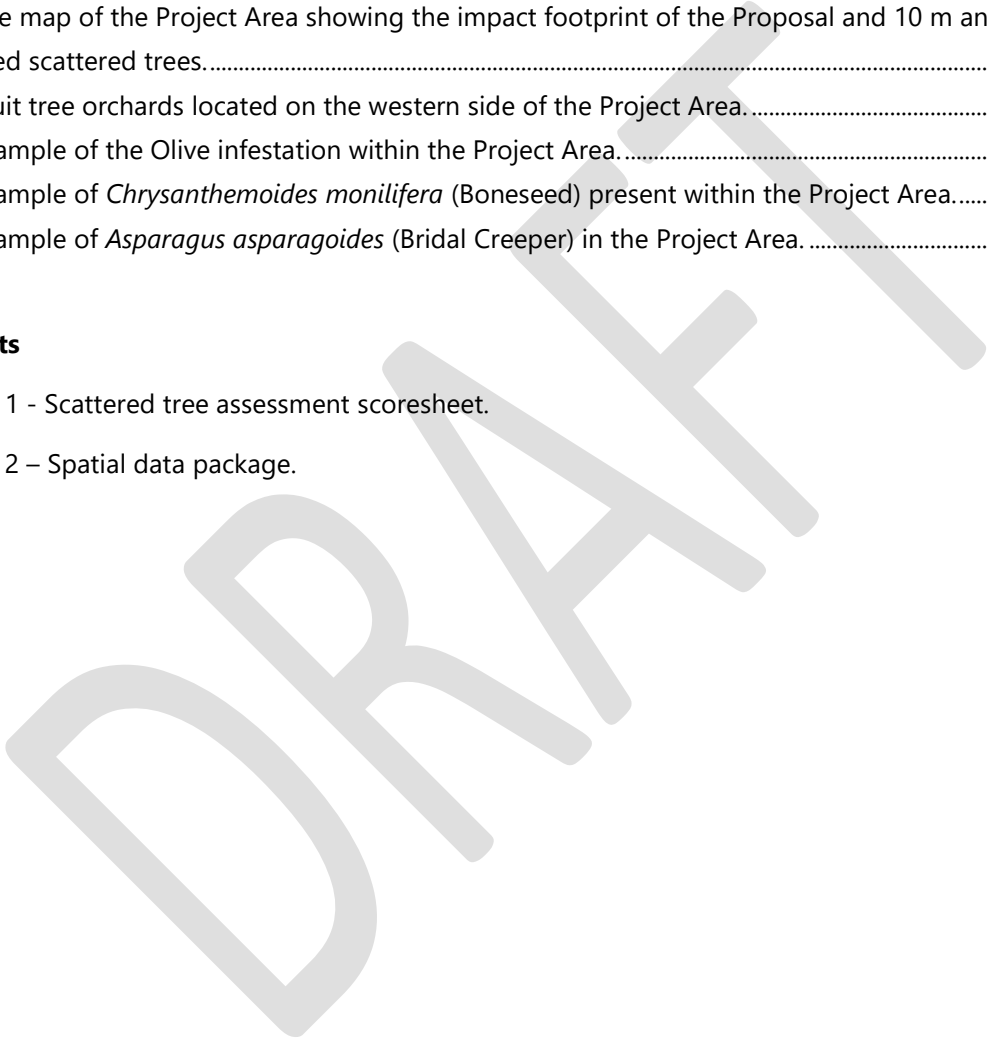 e map of the Project Area showing the impact footprint of the Proposal and 10 m an
ed scattered trees.
uit tree orchards located on the western side of the Project Area.
ample of the Olive infestation within the Project Area.
ample of Chrysanthemoides monilifera (Boneseed) present within the Project Area.
ample of Asparagus asparagoides (Bridal Creeper) in the Project Area.
ts
1 - Scattered tree assessment scoresheet.
2 – Spatial data package.
DRAFT